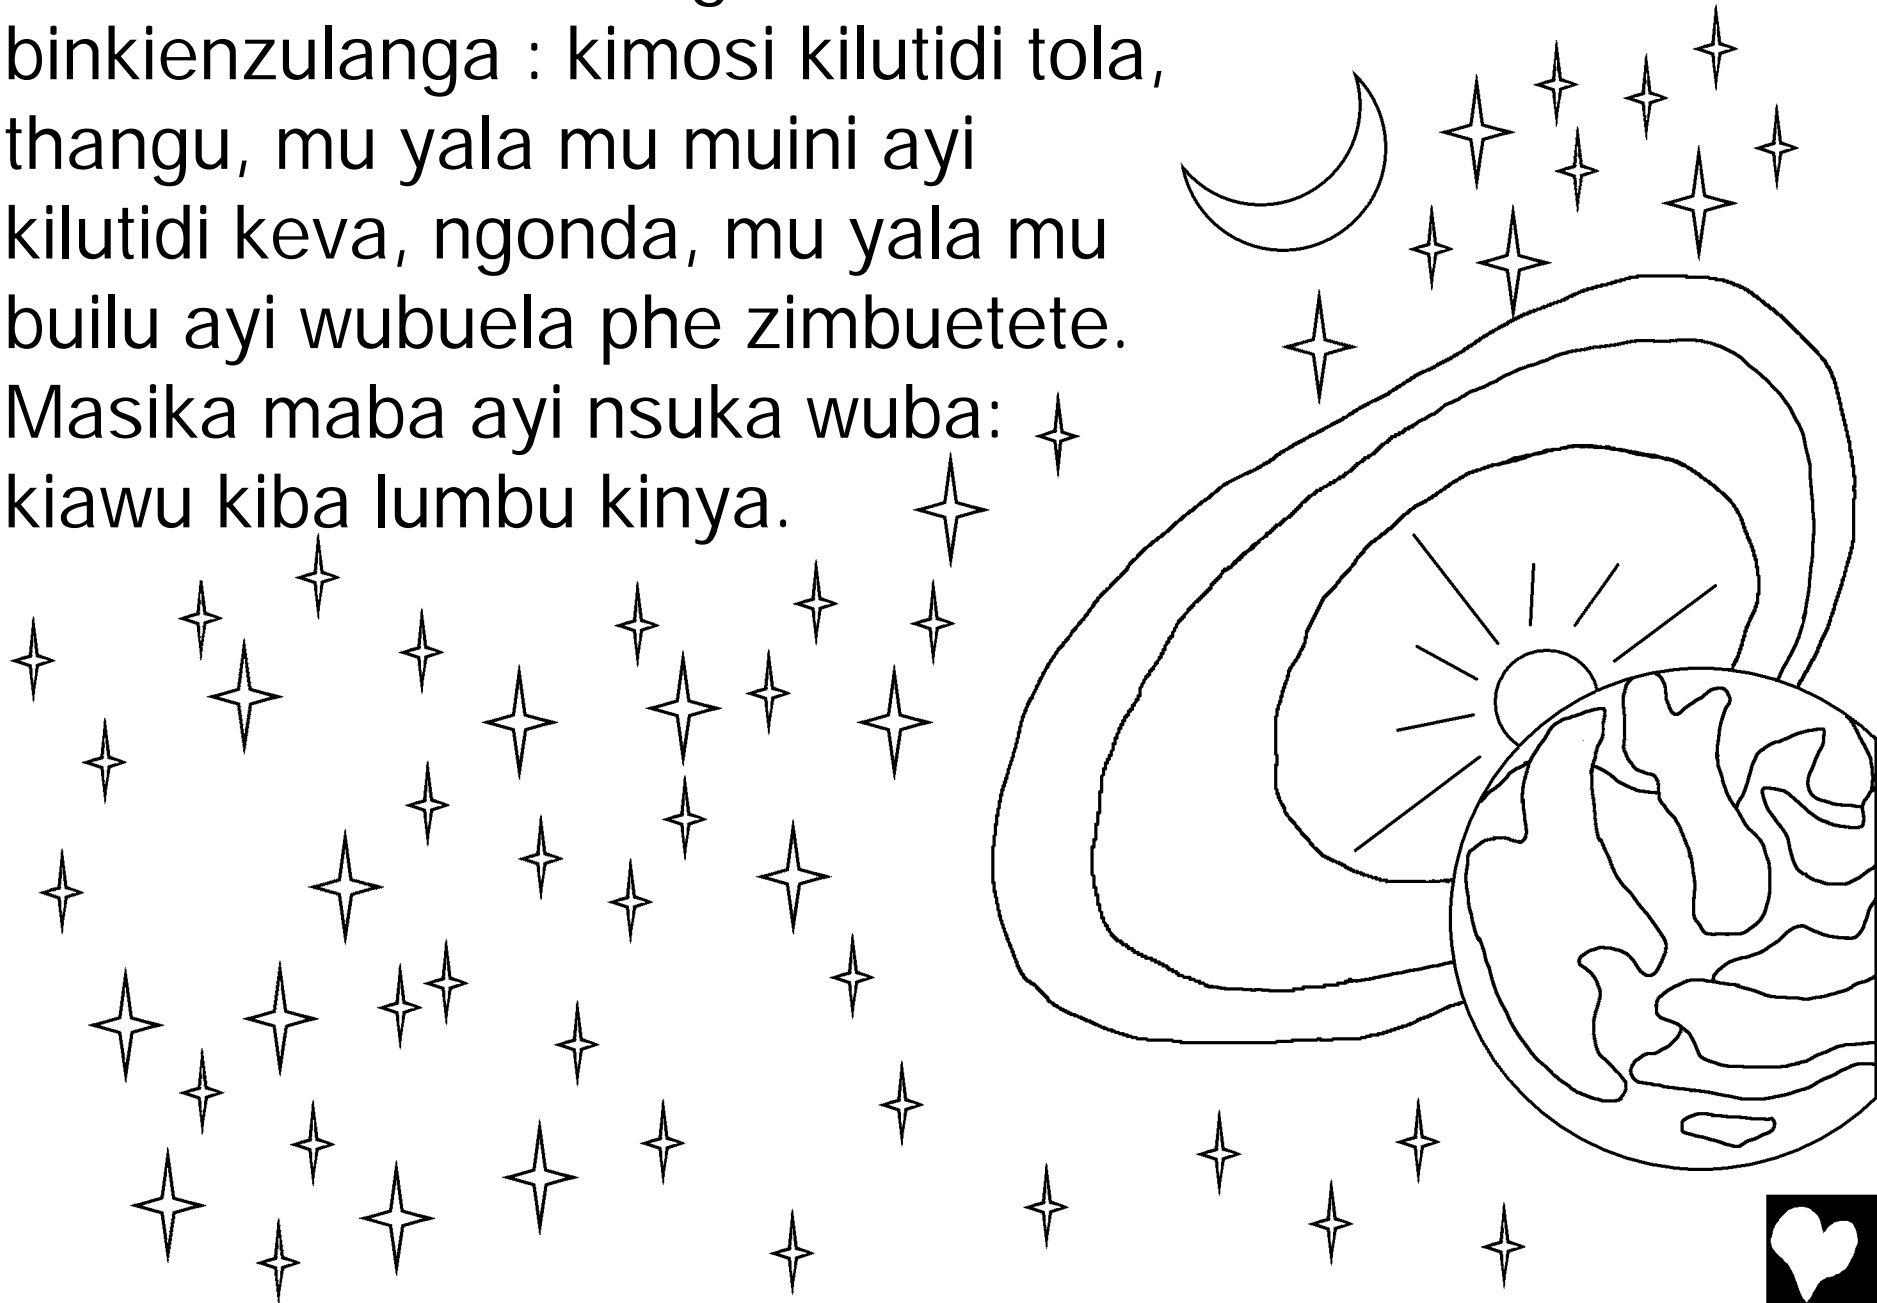 binkienzulanga : kimosi kilutidi tola,
thangu, mu yala mu muini ayi
kilutidi keva, ngonda, mu yala mu
builu ayi wubuela phe zimbuetete.
Masika maba ayi nsuka wuba:
kiawu kiba lumbu kinya.